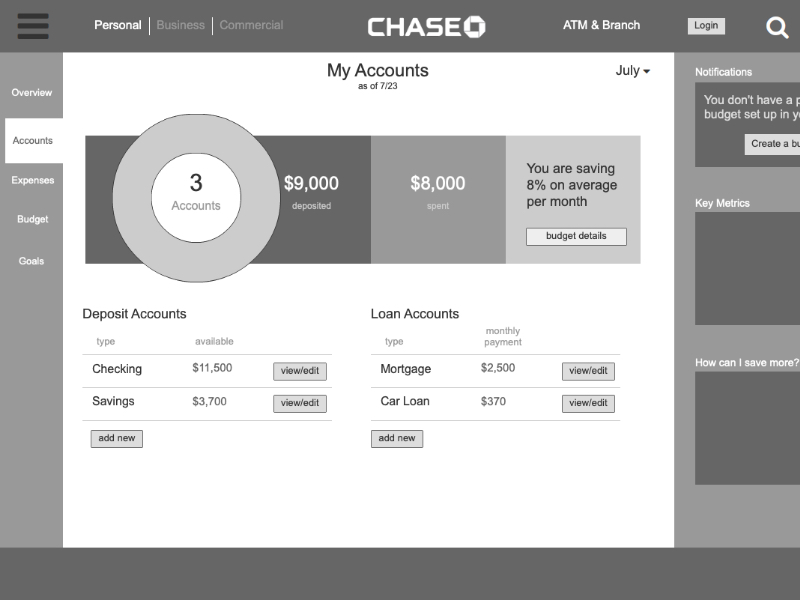 Personal
Business
Commercial
CHASE
ATM & Branch
Login
Overview
Accounts
Expenses
Budget
Goals
My Accounts
as of 7/23
July
3
Accounts
$9,000
deposited
$8,000
spent
You are saving
8% on average
per month
budget details
Deposit Accounts
type available
Checking $11,500 view/edit
Savings $3,700 view/edit
add new
Loan Accounts
type monthly
payment
Mortgage $2,500 view/edit
Car Loan $370 view/edit
add new
Notifications
You don't have a
budget set up in
Create a
Key Metrics
How can I save more?